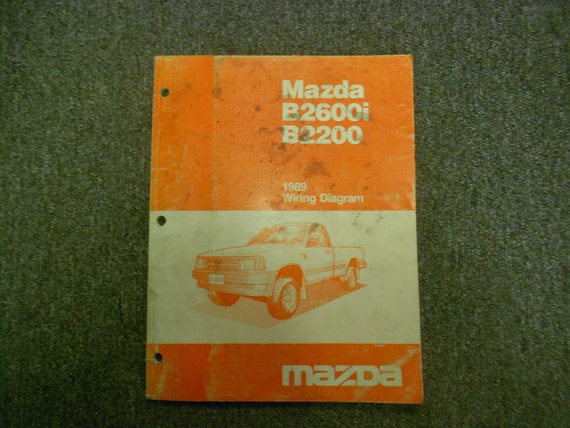 Mazda
B2600i
B2200
1989
Wiring Diagram
mazda